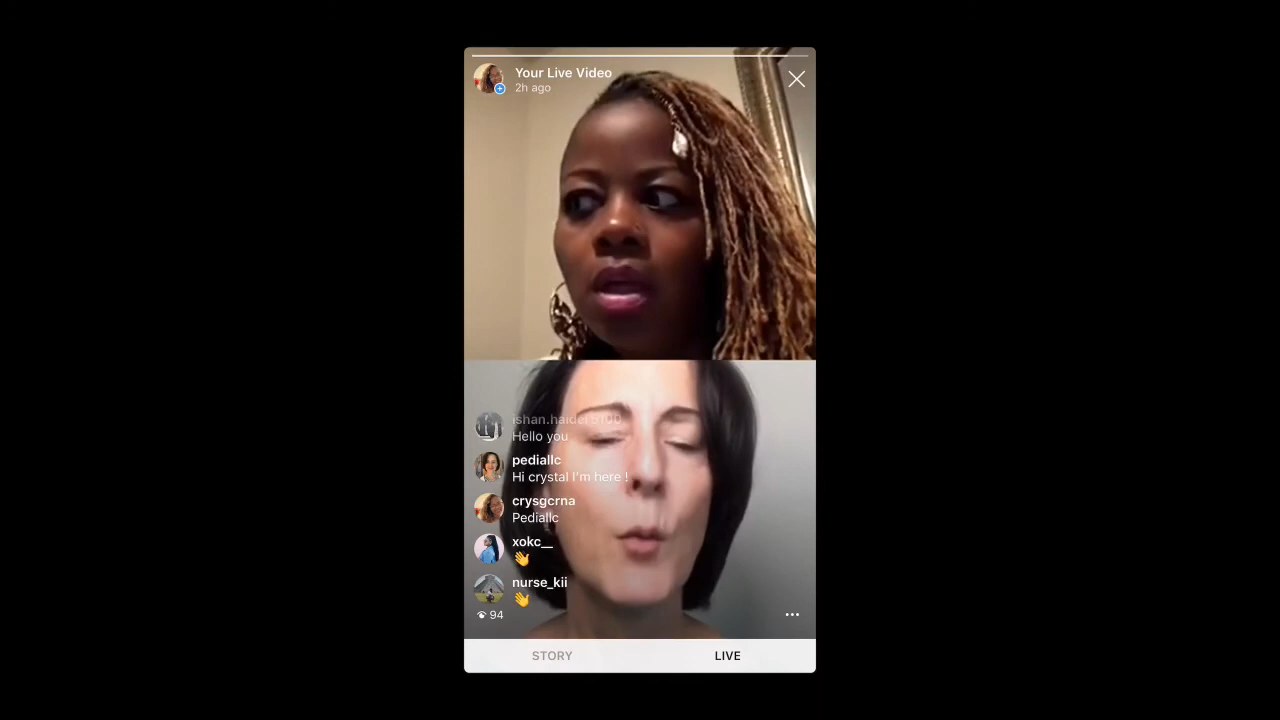 Your Live Video
2h ago
Hello you
pediallc
Hi crystal I'm here !
crysgcrna
Pediallc
xokc__
👋
nurse_kii
👋
94
STORY
LIVE